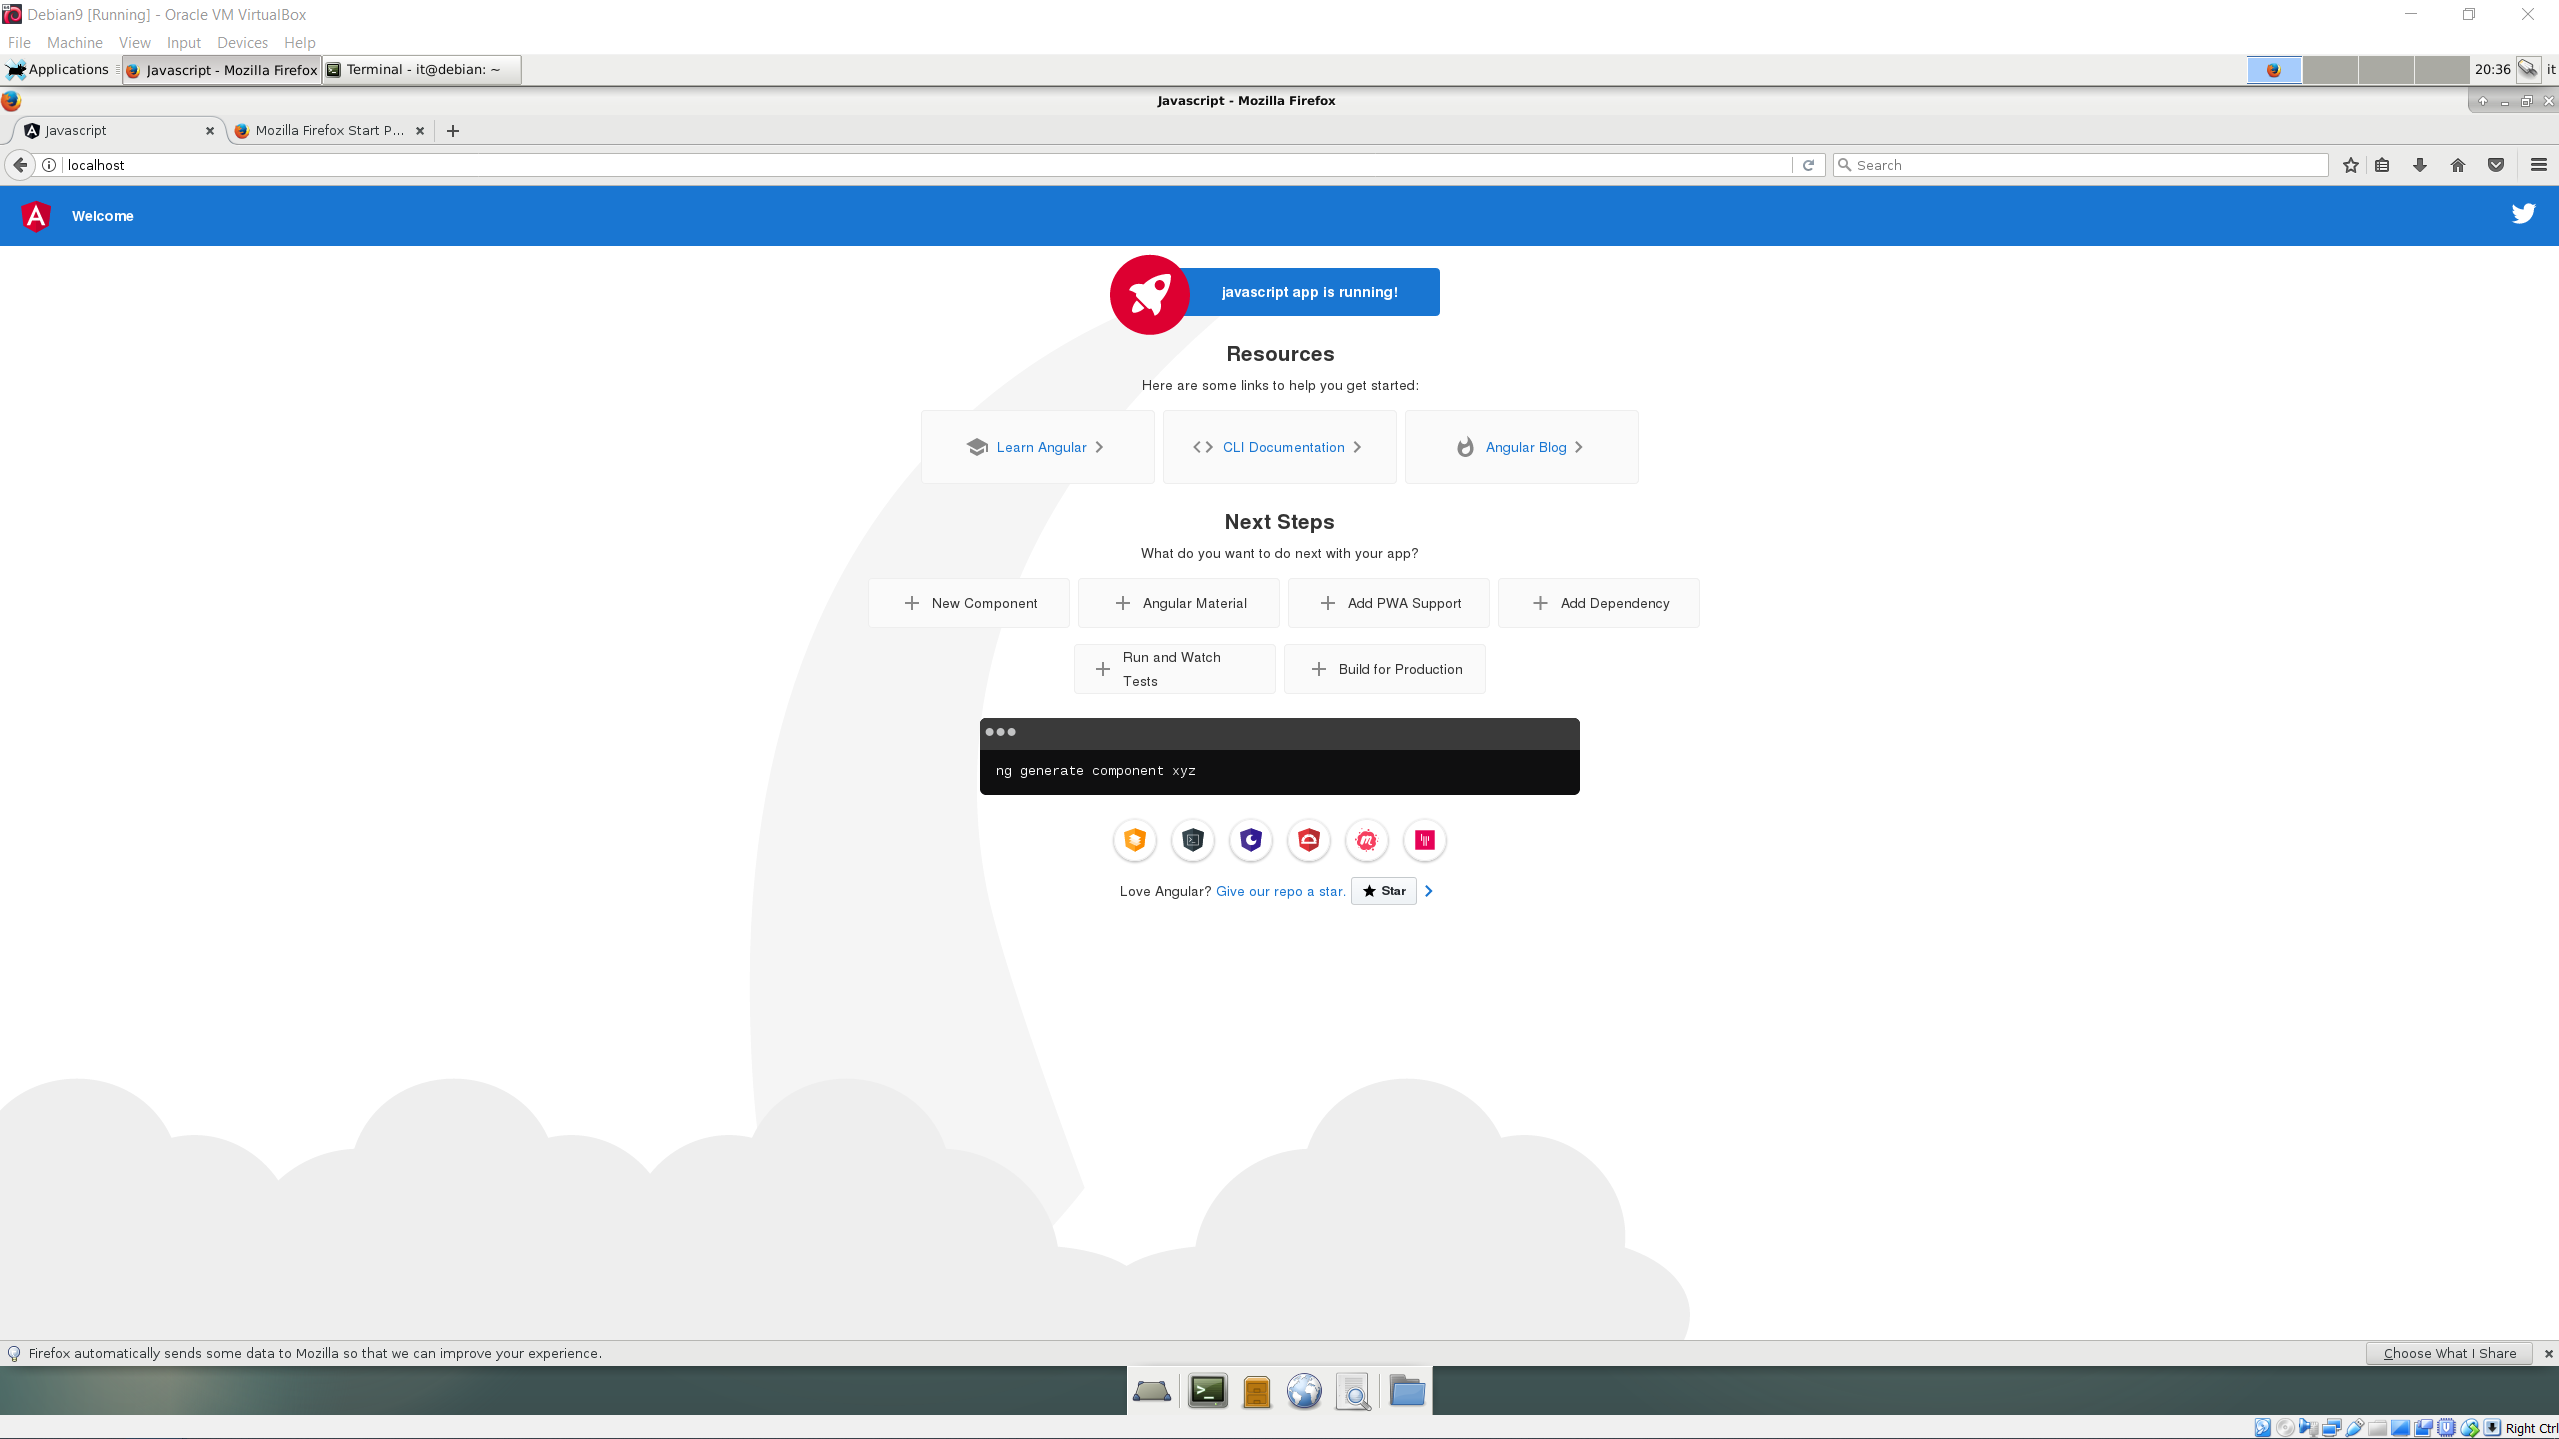 Debian9 [Running] - Oracle VM VirtualBox
File Machine View Input Devices Help
Applications Javascript - Mozilla Firefox Terminal - it@debian: ~ 20:36 it
Javascript - Mozilla Firefox
Javascript Mozilla Firefox Start P...
localhost Search
Welcome
javascript app is running!
Resources
Here are some links to help you get started:
Learn Angular CLI Documentation Angular Blog
Next Steps
What do you want to do next with your app?
New Component Angular Material Add PWA Support Add Dependency
Run and Watch
Tests
Build for Production
ng generate component xyz
Love Angular? Give our repo a star. Star
Firefox automatically sends some data to Mozilla so that we can improve your experience. Choose What I Share
Right Ctrl